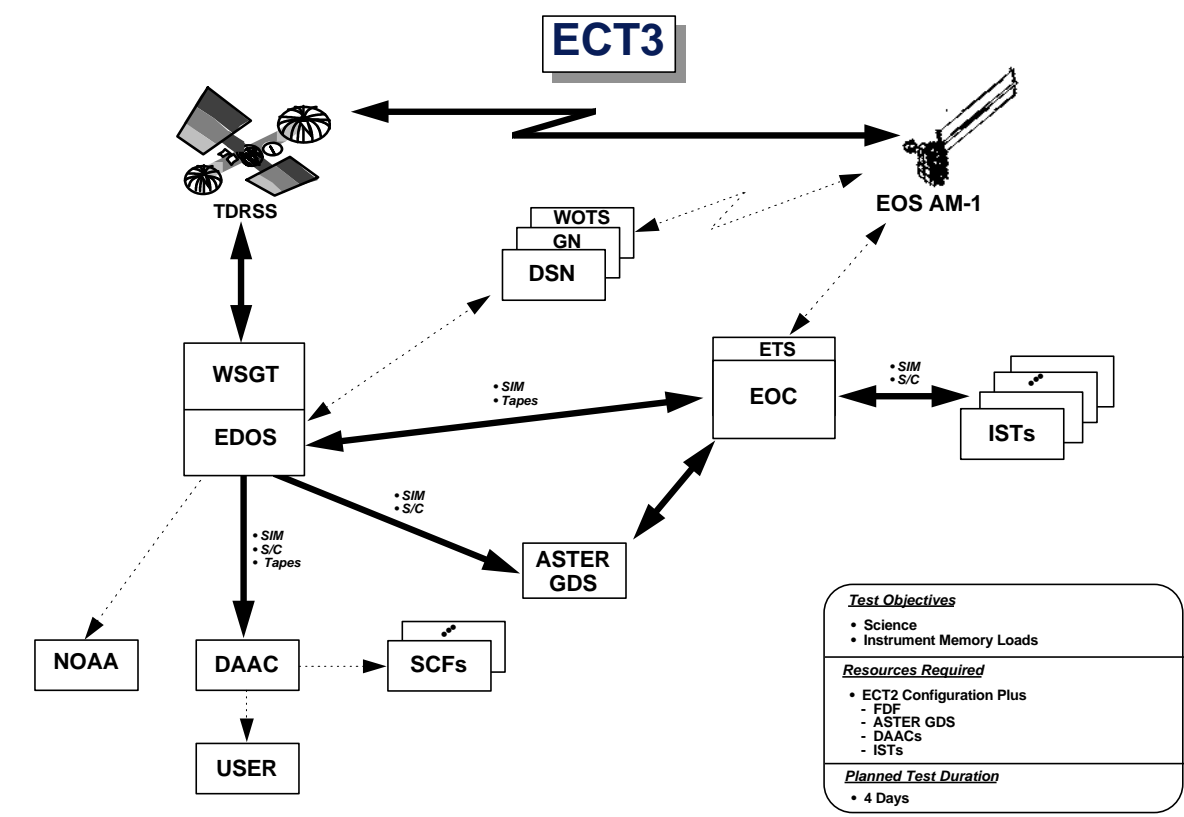 ECT3
TDRSS
EOS AM-1
WOTS
GN
DSN
WSGT
EDOS
• SIM
• Tapes
ETS
EOC
• SIM
• S/C
ISTs
• SIM
• S/C
• SIM
• S/C
• Tapes
ASTER
GDS
NOAA
DAAC
SCFs
USER
Test Objectives
• Science
• Instrument Memory Loads
Resources Required
• ECT2 Configuration Plus
- FDF
- ASTER GDS
- DAACs
- ISTs
Planned Test Duration
• 4 Days